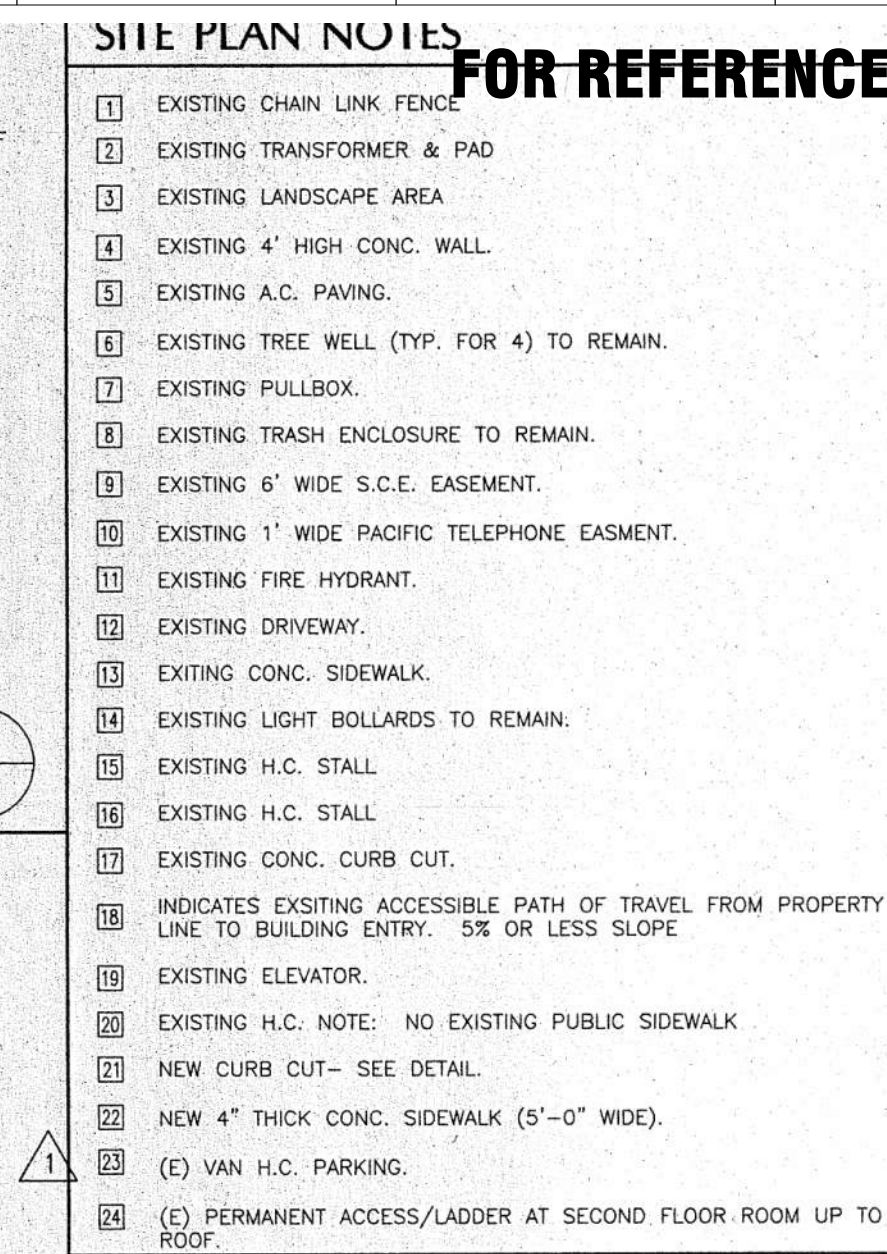 SITE PLAN NOTES
FOR REFERENCE
1 EXISTING CHAIN LINK FENCE
2 EXISTING TRANSFORMER & PAD
3 EXISTING LANDSCAPE AREA
4 EXISTING 4' HIGH CONC. WALL.
5 EXISTING A.C. PAVING.
6 EXISTING TREE WELL (TYP. FOR 4) TO REMAIN.
7 EXISTING PULLBOX.
8 EXISTING TRASH ENCLOSURE TO REMAIN.
9 EXISTING 6' WIDE S.C.E. EASEMENT.
10 EXISTING 1' WIDE PACIFIC TELEPHONE EASMENT.
11 EXISTING FIRE HYDRANT.
12 EXISTING DRIVEWAY.
13 EXITING CONC. SIDEWALK.
14 EXISTING LIGHT BOLLARDS TO REMAIN.
15 EXISTING H.C. STALL
16 EXISTING H.C. STALL
17 EXISTING CONC. CURB CUT.
18 INDICATES EXSITING ACCESSIBLE PATH OF TRAVEL FROM PROPERTY
LINE TO BUILDING ENTRY. 5% OR LESS SLOPE
19 EXISTING ELEVATOR.
20 EXISTING H.C. NOTE: NO EXISTING PUBLIC SIDEWALK
21 NEW CURB CUT– SEE DETAIL.
22 NEW 4" THICK CONC. SIDEWALK (5'–0" WIDE).
1 23 (E) VAN H.C. PARKING.
24 (E) PERMANENT ACCESS/LADDER AT SECOND FLOOR ROOM UP TO
ROOF.